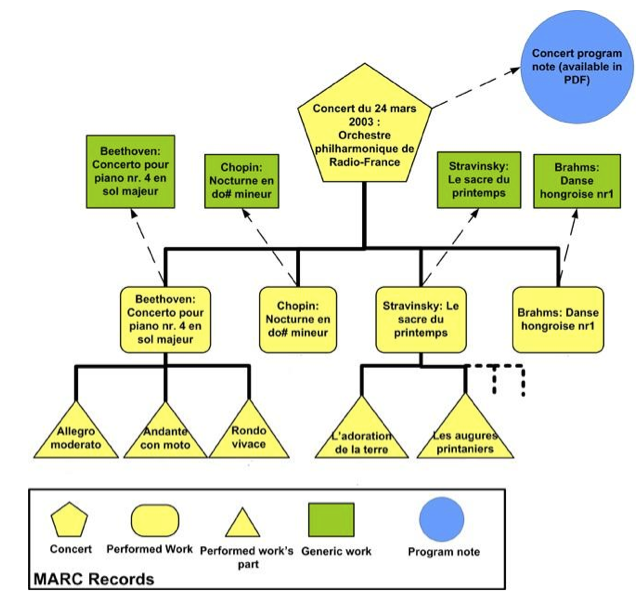 Concert program
note (available in
PDF)
Concert du 24 mars
2003 :
Orchestre
philharmonique de
Radio-France
Beethoven:
Concerto pour
piano nr. 4 en
sol majeur
Chopin:
Nocturne en
do# mineur
Stravinsky:
Le sacre du
printemps
Brahms:
Danse
hongroise nr1
Beethoven:
Concerto pour
piano nr. 4 en
sol majeur
Chopin:
Nocturne en
do# mineur
Stravinsky: Le
sacre du
printemps
Brahms: Danse
hongroise nr1
Allegro
moderato
Andante
con moto
Rondo
vivace
L'adoration
de la terre
Les augures
printaniers
Concert
Performed Work
Performed work's
part
Generic work
Program note
MARC Records